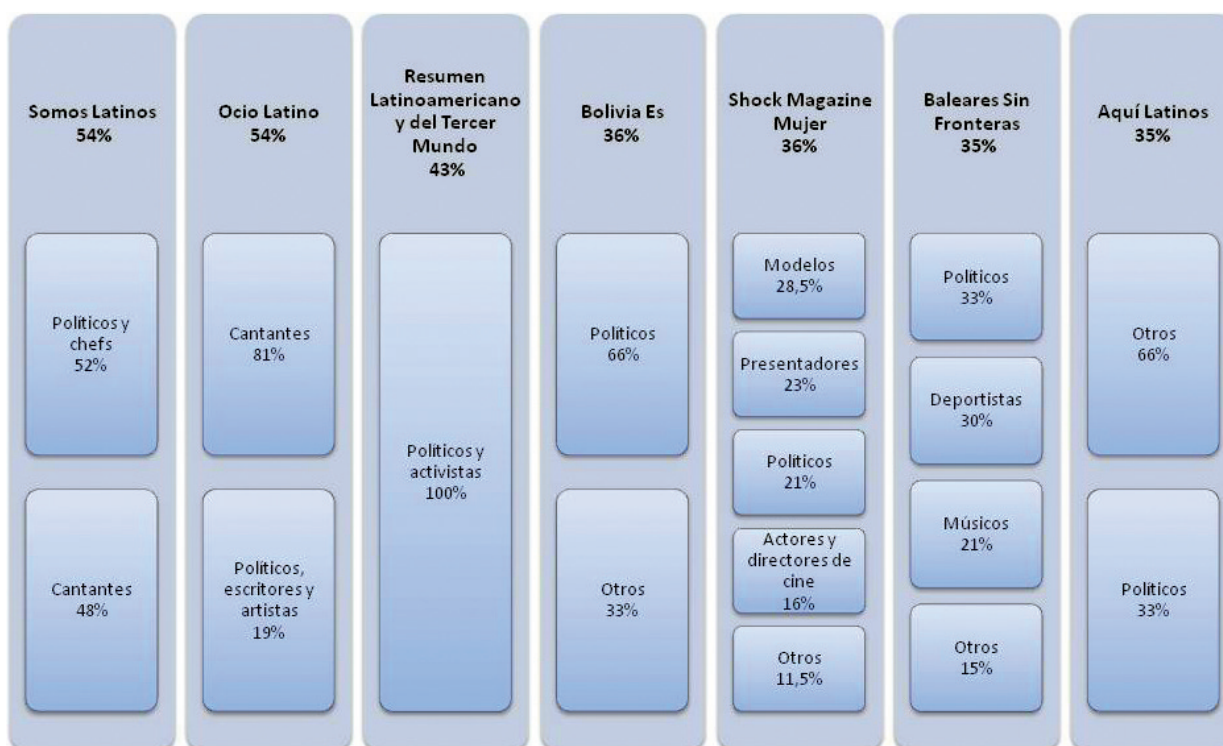 Somos Latinos
54%
Políticos y
chefs
52%
Cantantes
48%
Ocio Latino
54%
Cantantes
81%
Políticos,
escritores y
artistas
19%
Resumen
Latinoamericano
y del Tercer
Mundo
43%
Políticos y
activistas
100%
Bolivia Es
36%
Políticos
66%
Otros
33%
Shock Magazine
Mujer
36%
Modelos
28,5%
Presentadores
23%
Políticos
21%
Actores y
directores de
cine
16%
Otros
11,5%
Baleares Sin
Fronteras
35%
Políticos
33%
Deportistas
30%
Músicos
21%
Otros
15%
Aquí Latinos
35%
Otros
66%
Políticos
33%